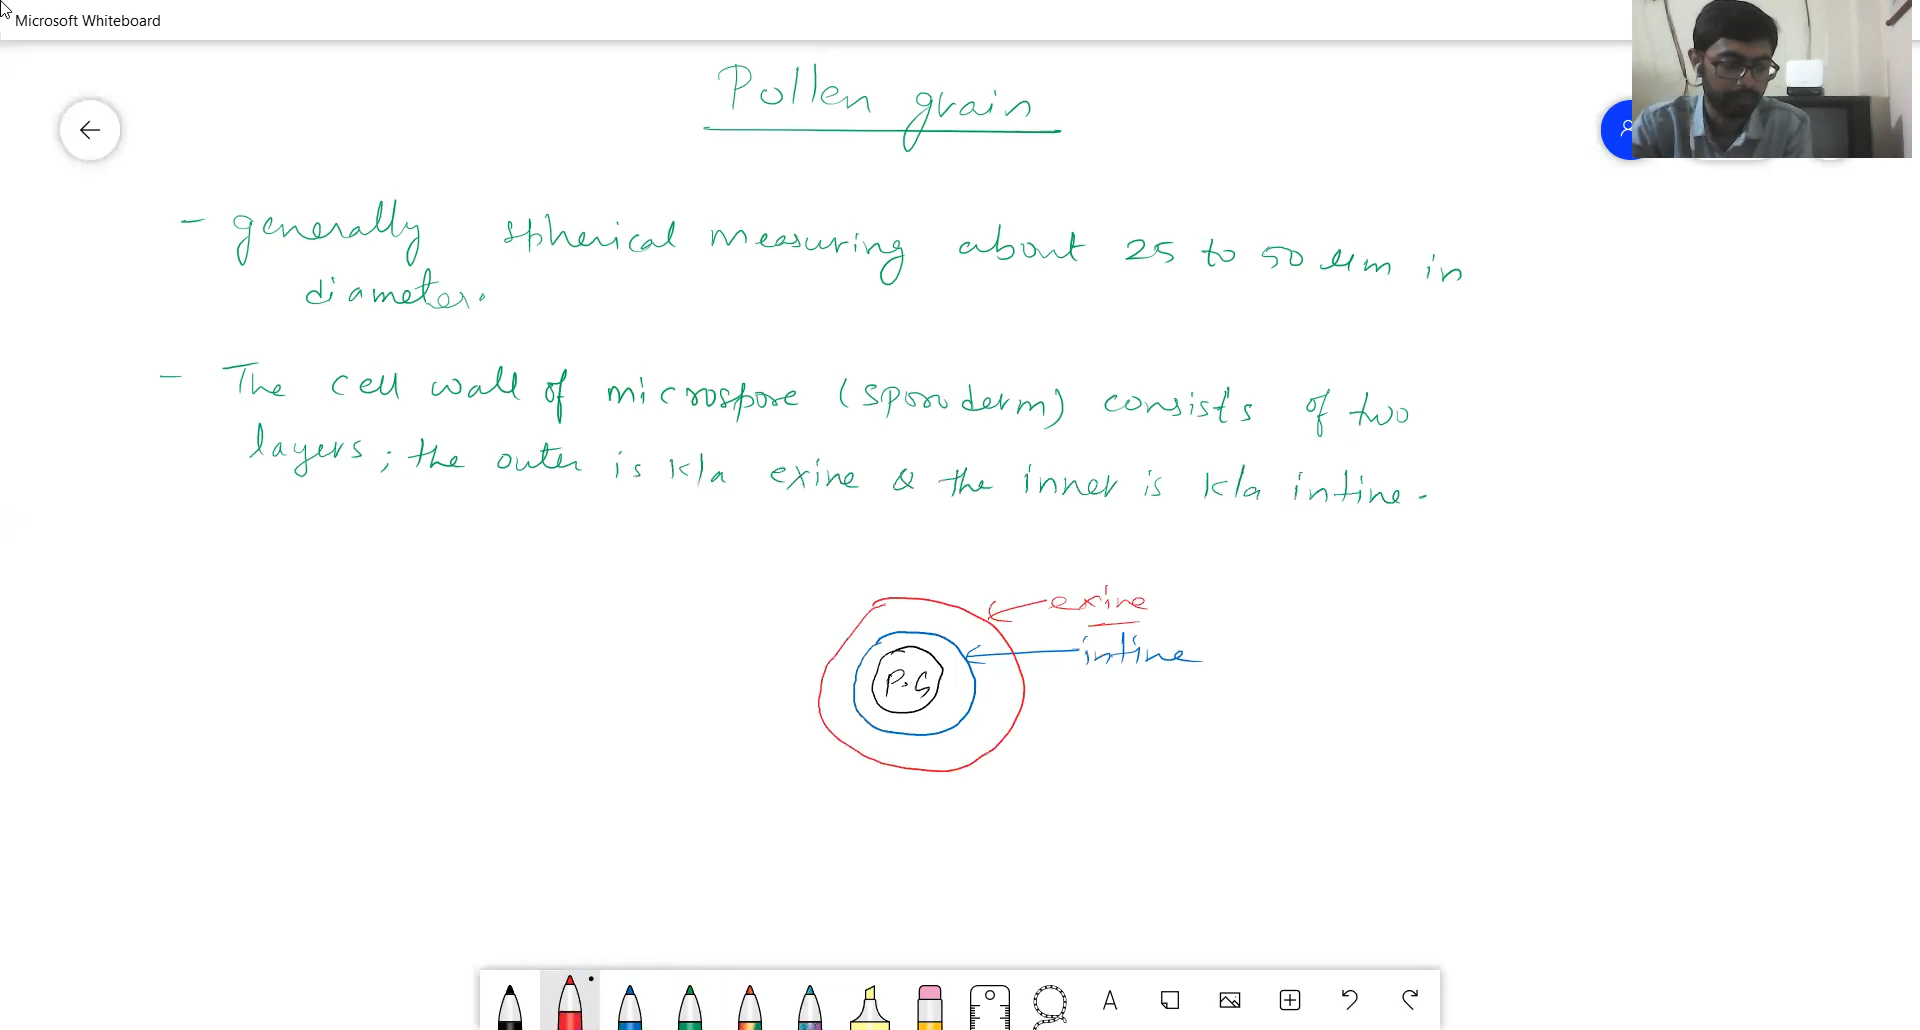 Microsoft Whiteboard
Pollen grain
- generally spherical measuring about 25 to 50 µm in
diameter.
- The cell wall of microspore (sporoderm) consists of two
layers; the outer is k/a exine & the inner is k/a intine.
exine
intine
P.G
A